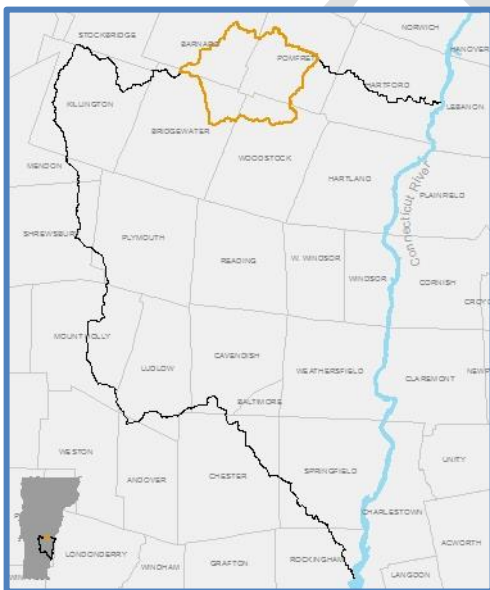 NORWICH
STOCKBRIDGE
BARNARD
HANOVER
POMFRET
HARTFORD
KILLINGTON
LEBANON
BRIDGEWATER
WOODSTOCK
MENDON
HARTLAND
PLAINFIELD
Connecticut River
SHREWSBURY
PLYMOUTH
READING
W. WINDSOR
WINDSOR
CORNISH
MOUNT HOLLY
LUDLOW
CAVENDISH
WEATHERSFIELD
CLAREMONT
NEWP
BALTIMORE
WESTON
UNITY
ANDOVER
CHESTER
SPRINGFIELD
CHARLESTOWN
ACWORTH
LONDONDERRY
WINDHAM
GRAFTON
ROCKINGHAM
LANGDON